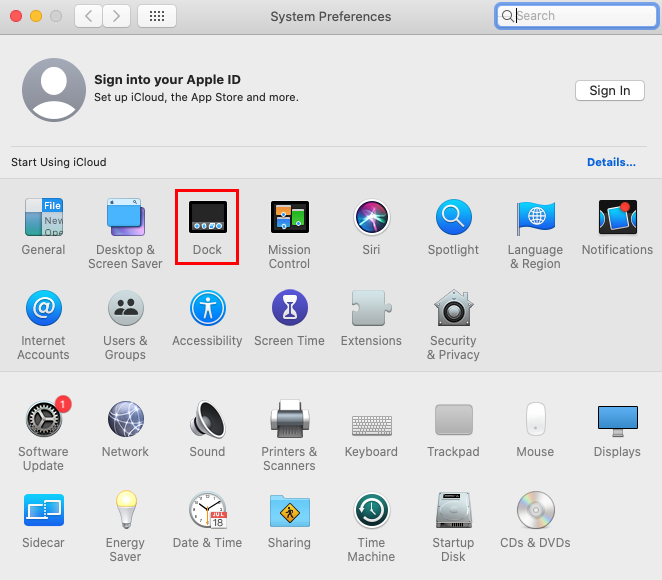 System Preferences
Search
Sign into your Apple ID
Set up iCloud, the App Store and more.
Sign In
Start Using iCloud
Details...
File
New
Ope
General
Desktop &
Screen Saver
Dock
Mission
Control
Siri
Spotlight
Language
& Region
Notifications
@
Internet
Accounts
Users &
Groups
Accessibility
Screen Time
Extensions
Security
& Privacy
1
Software
Update
Network
Sound
Printers &
Scanners
Keyboard
Trackpad
Mouse
Displays
Sidecar
Energy
Saver
JUL
18
Date & Time
Sharing
Time
Machine
Startup
Disk
CDs & DVDs